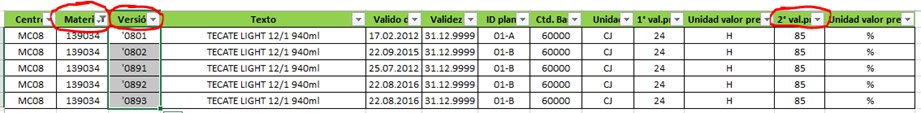 Centro Materi Versió Texto Valido d Validez ID plan Ctd. Ba Unida 1° val.pr Unidad valor pre 2° val.pr Unidad valor pre
MC08 139034 '0801 TECATE LIGHT 12/1 940ml 17.02.2012 31.12.9999 01-A 60000 CJ 24 H 85 %
MC08 139034 '0802 TECATE LIGHT 12/1 940ml 22.09.2015 31.12.9999 01-B 60000 CJ 24 H 85 %
MC08 139034 '0891 TECATE LIGHT 12/1 940ml 25.07.2012 31.12.9999 01-B 60000 CJ 24 H 85 %
MC08 139034 '0892 TECATE LIGHT 12/1 940ml 22.08.2016 31.12.9999 01-B 60000 CJ 24 H 85 %
MC08 139034 '0893 TECATE LIGHT 12/1 940ml 22.08.2016 31.12.9999 01-B 60000 CJ 24 H 85 %